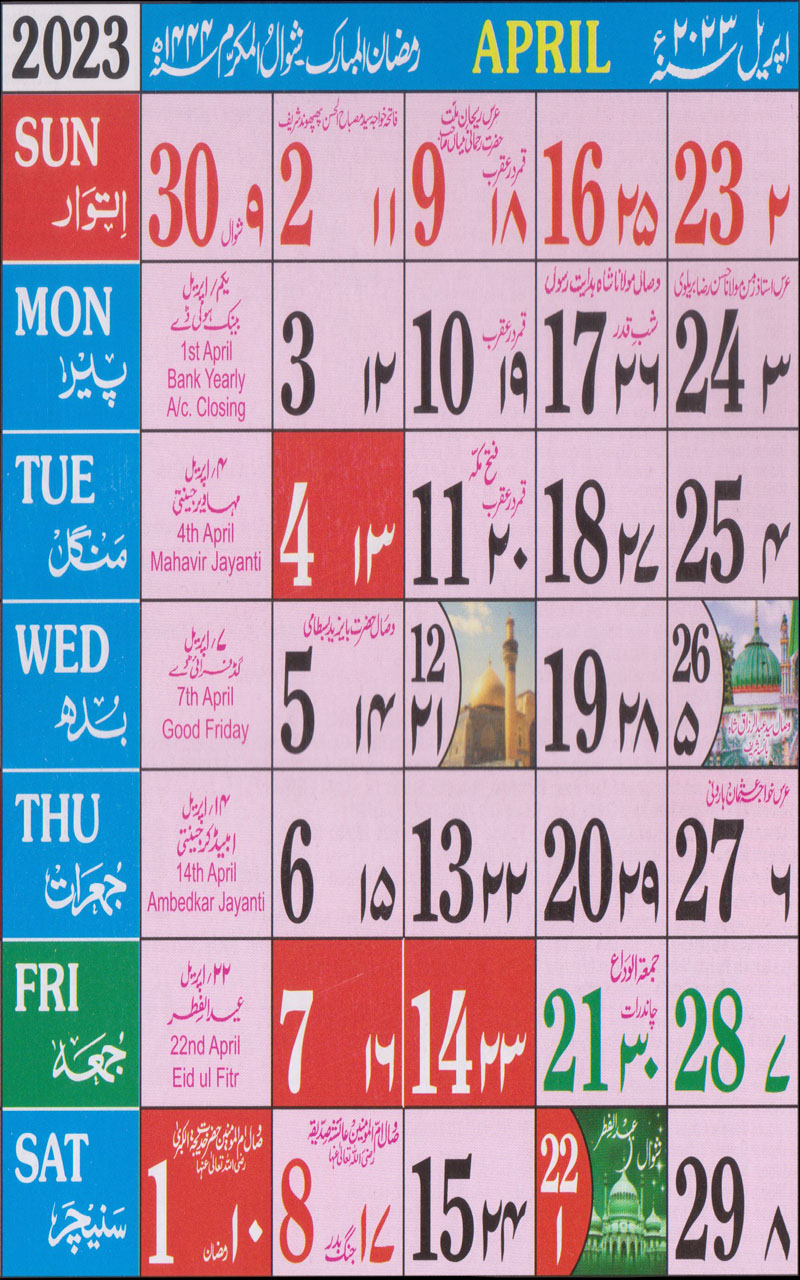 2023
رمضان المبارک۔شوال المکرم سنہ ۱۴۴۴ھ
APRIL
اپریل سنہ ۲۰۲۳ء
SUN
اتوار
30
شوال ۹
فاتحہ خواجہ سید مصباح الحسن پھپھوند شریف
2 ۱۱
عرس ریحان ملت
حضرت رحمانی میاں صاحب
قمر در عقرب
9 ۱۸
16 ۲۵
23 ۲
MON
پیر
یکم/اپریل
بینک ہولی ڈے
1st April
Bank Yearly
A/c. Closing
3 ۱۲
قمر در عقرب
10 ۱۹
وصال مولانا شاہ ہدایت رسول
شب قدر
17 ۲۶
عرس استاذ زمن مولانا حسن رضا بریلوی
24 ۳
TUE
منگل
۴/اپریل
مہاویر جینتی
4th April
Mahavir Jayanti
4 ۱۳
فتح مکہ
قمر در عقرب
11 ۲۰
18 ۲۷
25 ۴
WED
بدھ
۷/اپریل
گڈ فرائی ڈے
7th April
Good Friday
وصال حضرت بایزید بسطامی
5 ۱۴
12
۲۱
19 ۲۸
26
۵
وصال سید عبدالرزاق شاہ
بانسہ شریف
THU
جمعرات
۱۴/اپریل
امبیڈکر جینتی
14th April
Ambedkar Jayanti
6 ۱۵
13 ۲۲
20 ۲۹
عرس خواجہ عثمان ہارونی
27 ۶
FRI
جمعہ
۲۲/اپریل
عید الفطر
22nd April
Eid ul Fitr
7 ۱۶
14 ۲۳
جمعۃ الوداع
چاند رات
21 ۳۰
28 ۷
SAT
سنیچر
وصال ام المومنین حضرت خدیجۃ الکبریٰ
رضی اللہ تعالیٰ عنہا
1
رمضان ۱۰
وصال ام المومنین عائشہ صدیقہ
رضی اللہ تعالیٰ عنہا
8
جنگ بدر ۱۷
15 ۲۴
عید الفطر
شوال
22
۱
29 ۸